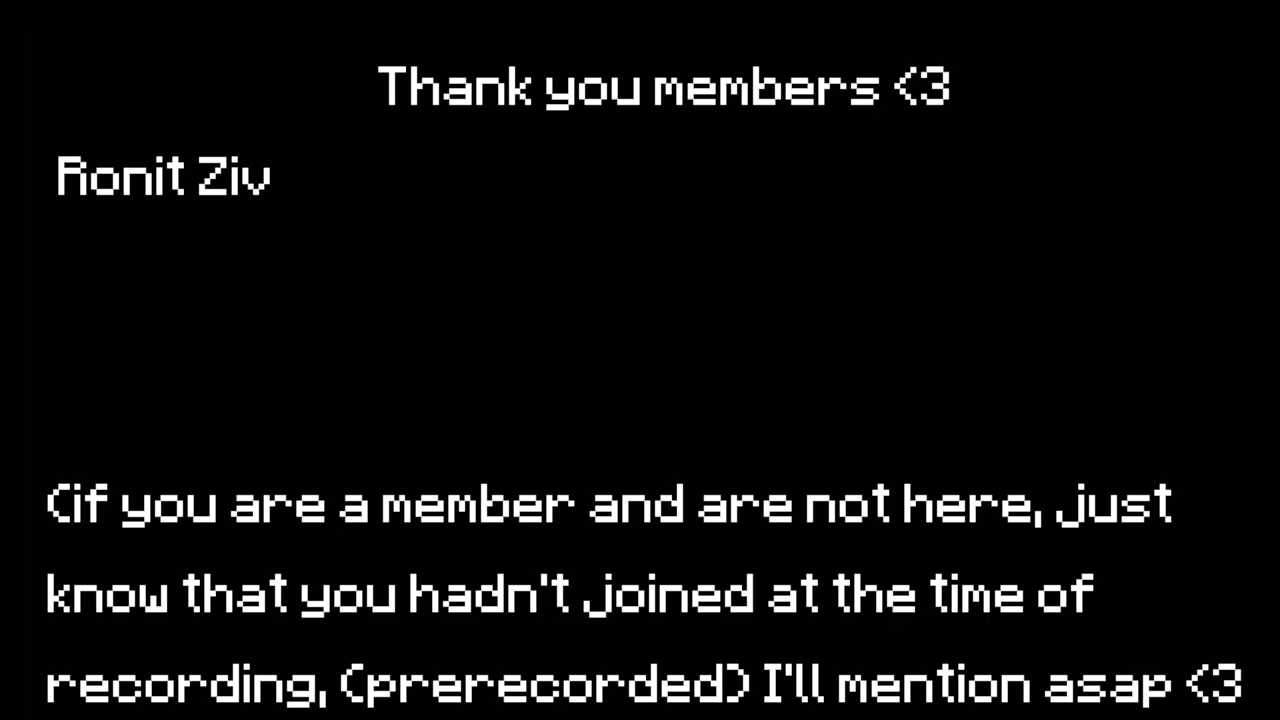 Thank you members <3
Ronit Ziv
(if you are a member and are not here, just
know that you hadn't joined at the time of
recording, (prerecorded) I'll mention asap <3